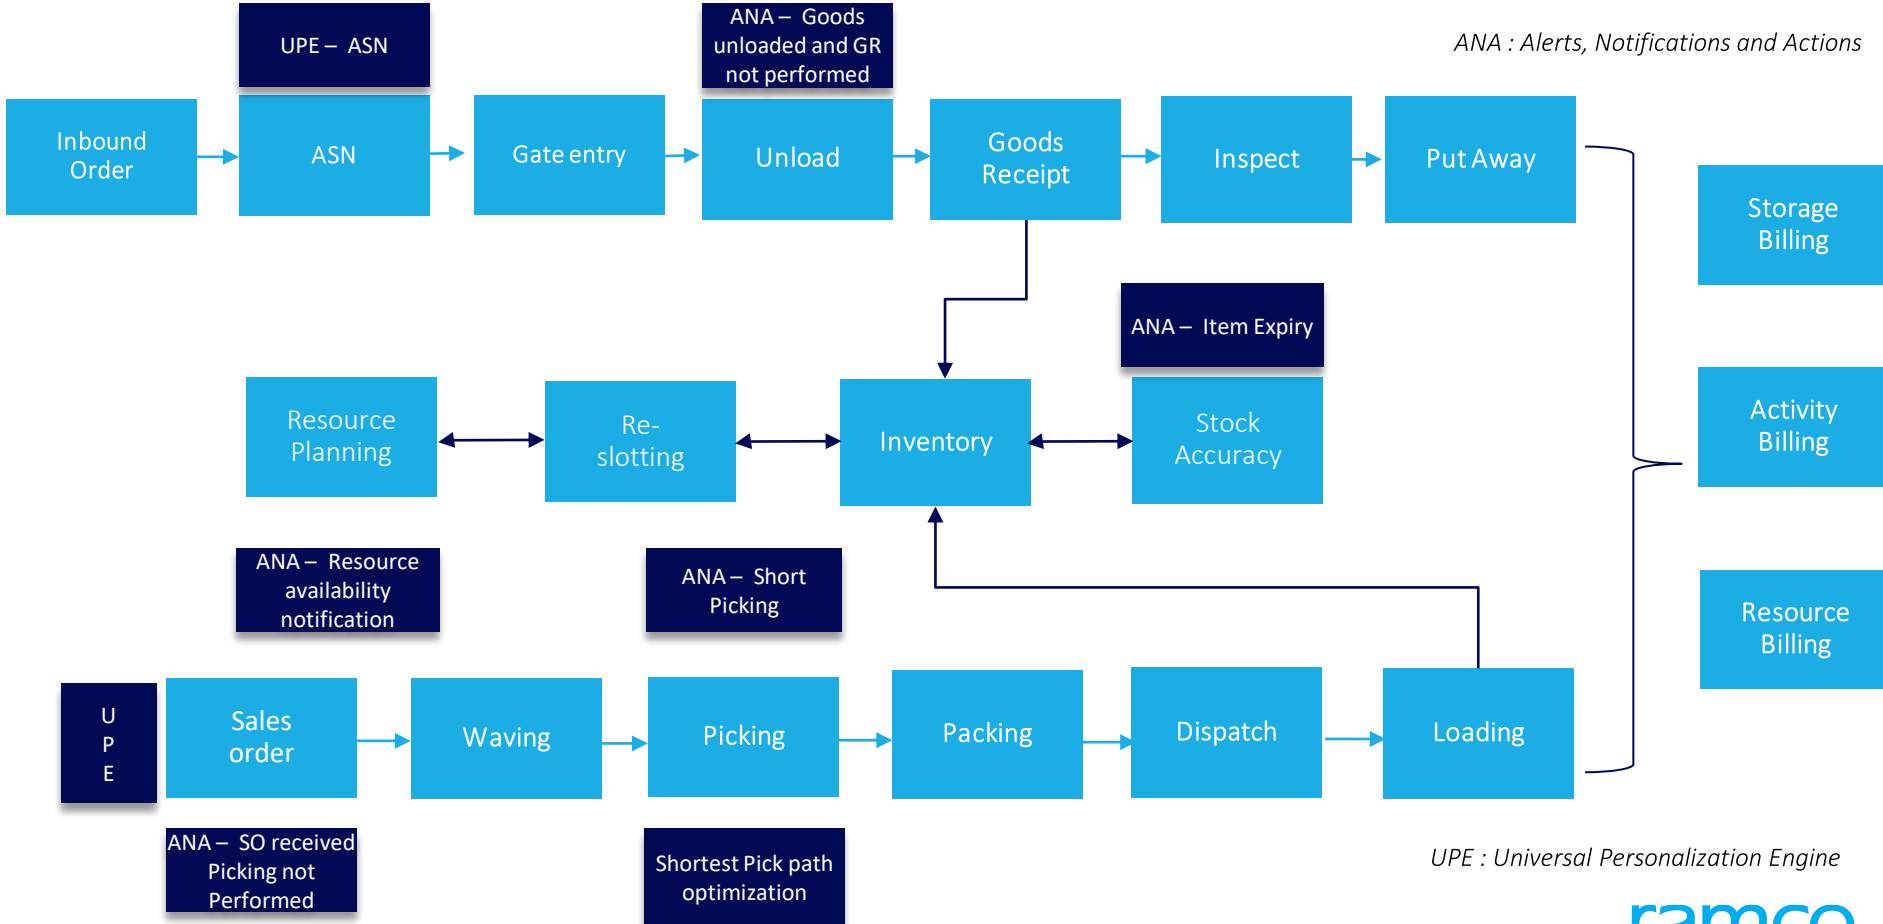 UPE – ASN
ANA – Goods
unloaded and GR
not performed
ANA : Alerts, Notifications and Actions
Inbound
Order
ASN
Gate entry
Unload
Goods
Receipt
Inspect
Put Away
Storage
Billing
ANA – Item Expiry
Resource
Planning
Re-
slotting
Inventory
Stock
Accuracy
Activity
Billing
ANA – Resource
availability
notification
ANA – Short
Picking
Resource
Billing
U
P
E
Sales
order
Waving
Picking
Packing
Dispatch
Loading
ANA – SO received
Picking not
Performed
Shortest Pick path
optimization
UPE : Universal Personalization Engine
ramco